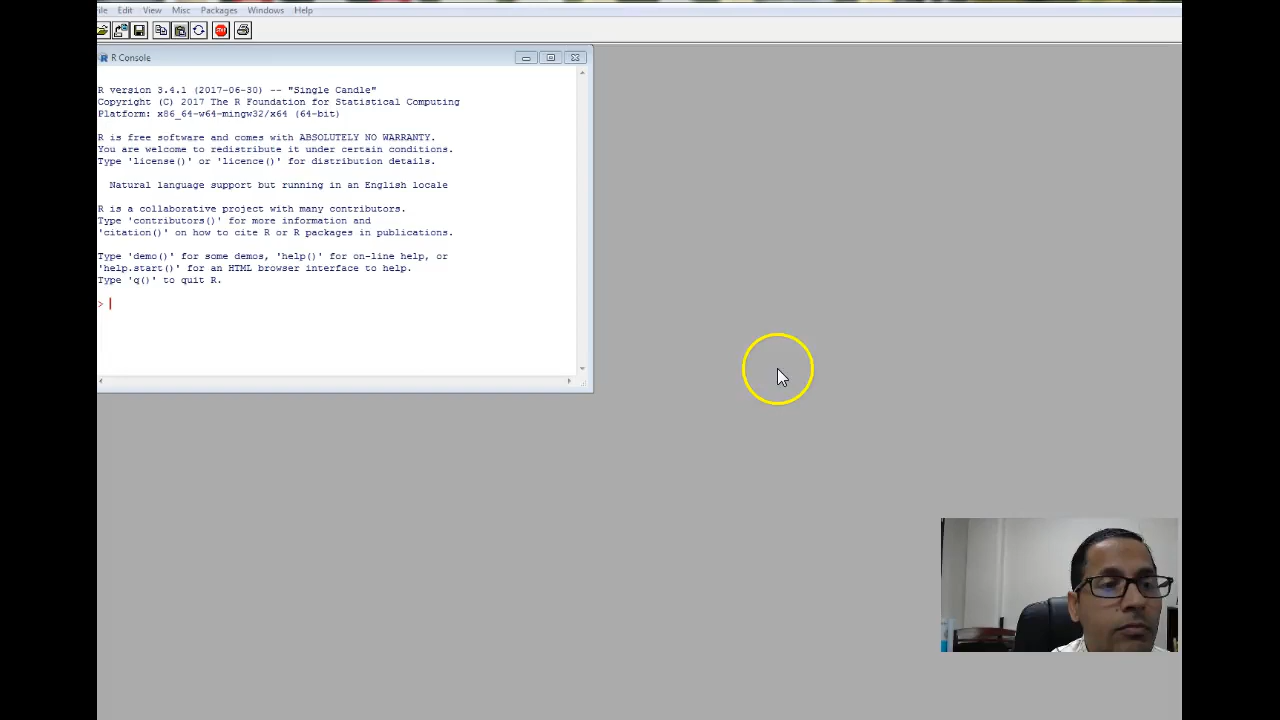 ile Edit View Misc Packages Windows Help
STOP
R R Console
R version 3.4.1 (2017-06-30) -- "Single Candle"
Copyright (C) 2017 The R Foundation for Statistical Computing
Platform: x86_64-w64-mingw32/x64 (64-bit)
R is free software and comes with ABSOLUTELY NO WARRANTY.
You are welcome to redistribute it under certain conditions.
Type 'license()' or 'licence()' for distribution details.
Natural language support but running in an English locale
R is a collaborative project with many contributors.
Type 'contributors()' for more information and
'citation()' on how to cite R or R packages in publications.
Type 'demo()' for some demos, 'help()' for on-line help, or
'help.start()' for an HTML browser interface to help.
Type 'q()' to quit R.
>